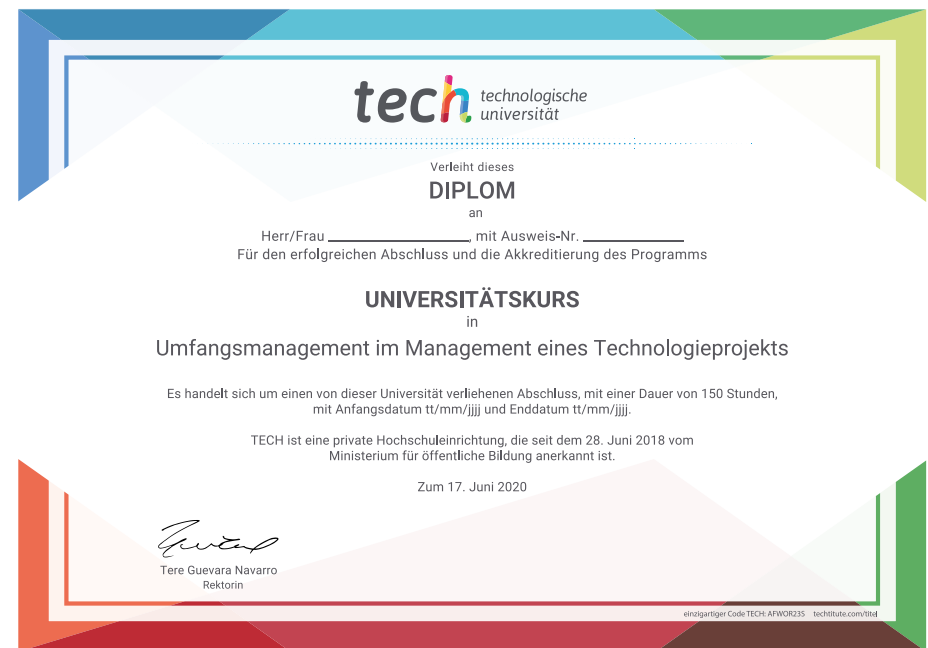 tech technologische
universität
Verleiht dieses
DIPLOM
an
Herr/Frau ____________________, mit Ausweis-Nr. ______________
Für den erfolgreichen Abschluss und die Akkreditierung des Programms
UNIVERSITÄTSKURS
in
Umfangsmanagement im Management eines Technologieprojekts
Es handelt sich um einen von dieser Universität verliehenen Abschluss, mit einer Dauer von 150 Stunden,
mit Anfangsdatum tt/mm/jjjj und Enddatum tt/mm/jjjj.
TECH ist eine private Hochschuleinrichtung, die seit dem 28. Juni 2018 vom
Ministerium für öffentliche Bildung anerkannt ist.
Zum 17. Juni 2020
Tere Guevara Navarro
Rektorin
einzigartiger Code TECH: AFWOR23S techtitute.com/titel